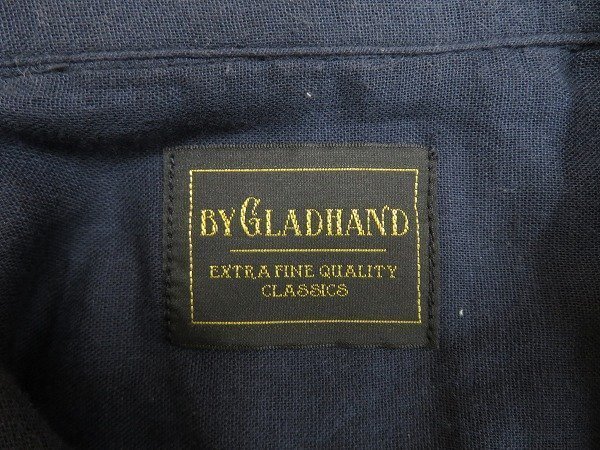 BY GLADHAND
EXTRA FINE QUALITY
CLASSICS